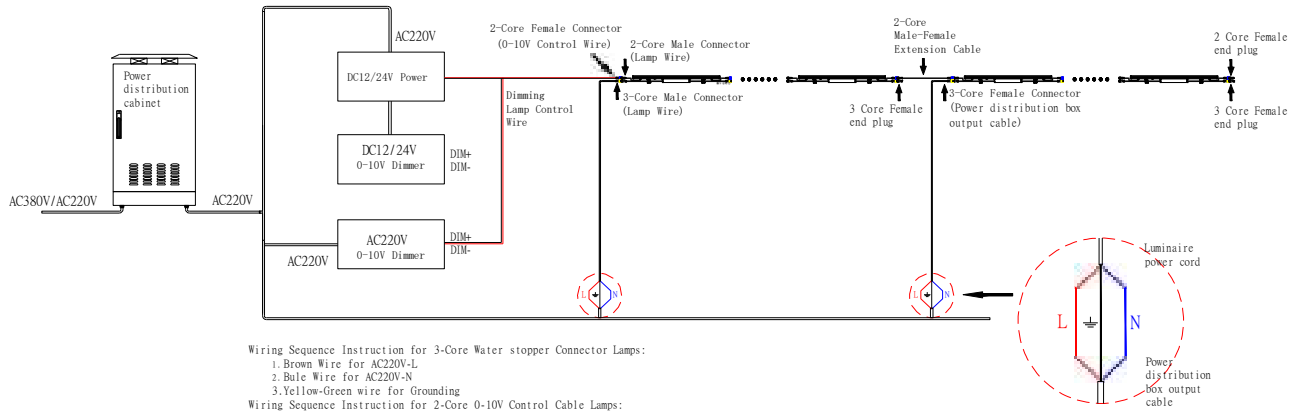 AC220V
2-Core Female Connector
(0-10V Control Wire)
2-Core Male Connector
(Lamp Wire)
2-Core
Male-Female
Extension Cable
2 Core Female
end plug
Power
distribution
cabinet
DC12/24V Power
Dimming
Lamp Control
Wire
3-Core Male Connector
(Lamp Wire)
3 Core Female
end plug
3-Core Female Connector
(Power distribution box
output cable)
3 Core Female
end plug
DC12/24V
0-10V Dimmer
DIM+
DIM-
AC380V/AC220V
AC220V
AC220V
0-10V Dimmer
DIM+
DIM-
AC220V
L
N
L
N
Luminaire
power cord
L
N
Power
distribution
box output
cable
Wiring Sequence Instruction for 3-Core Water stopper Connector Lamps:
1. Brown Wire for AC220V-L
2. Bule Wire for AC220V-N
3.Yellow-Green wire for Grounding
Wiring Sequence Instruction for 2-Core 0-10V Control Cable Lamps: